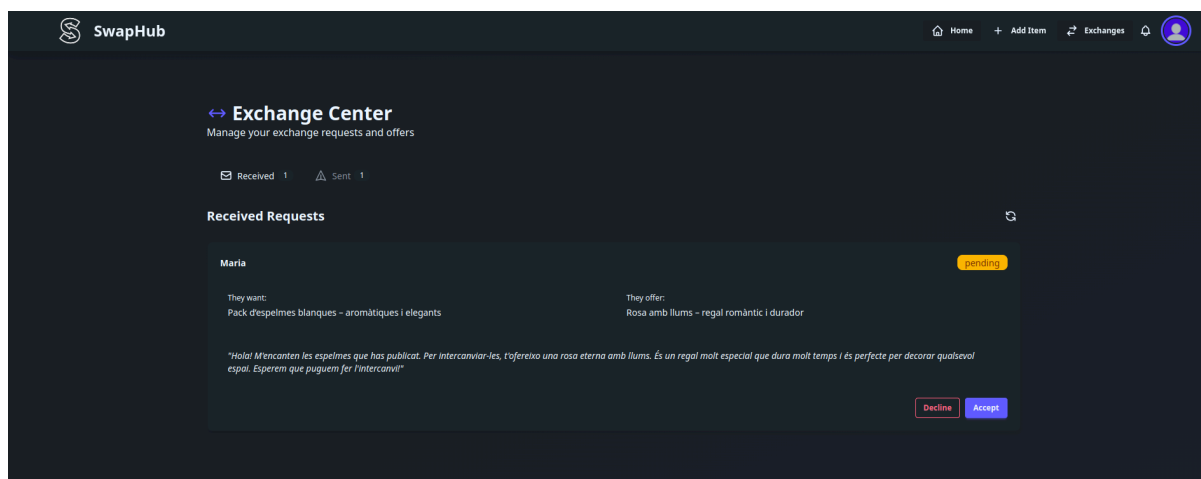 SwapHub
Home
Add Item
Exchanges
Exchange Center
Manage your exchange requests and offers
Received 1
Sent 1
Received Requests
Maria
pending
They want:
They offer:
Pack d'espelmes blanques – aromàtiques i elegants
Rosa amb llums – regal romàntic i durador
"Hola! M'encanten les espelmes que has publicat. Per intercanviar-les, t'ofereixo una rosa eterna amb llums. És un regal molt especial que dura molt temps i és perfecte per decorar qualsevol
espai. Esperem que puguem fer l'intercanvi!"
Decline
Accept